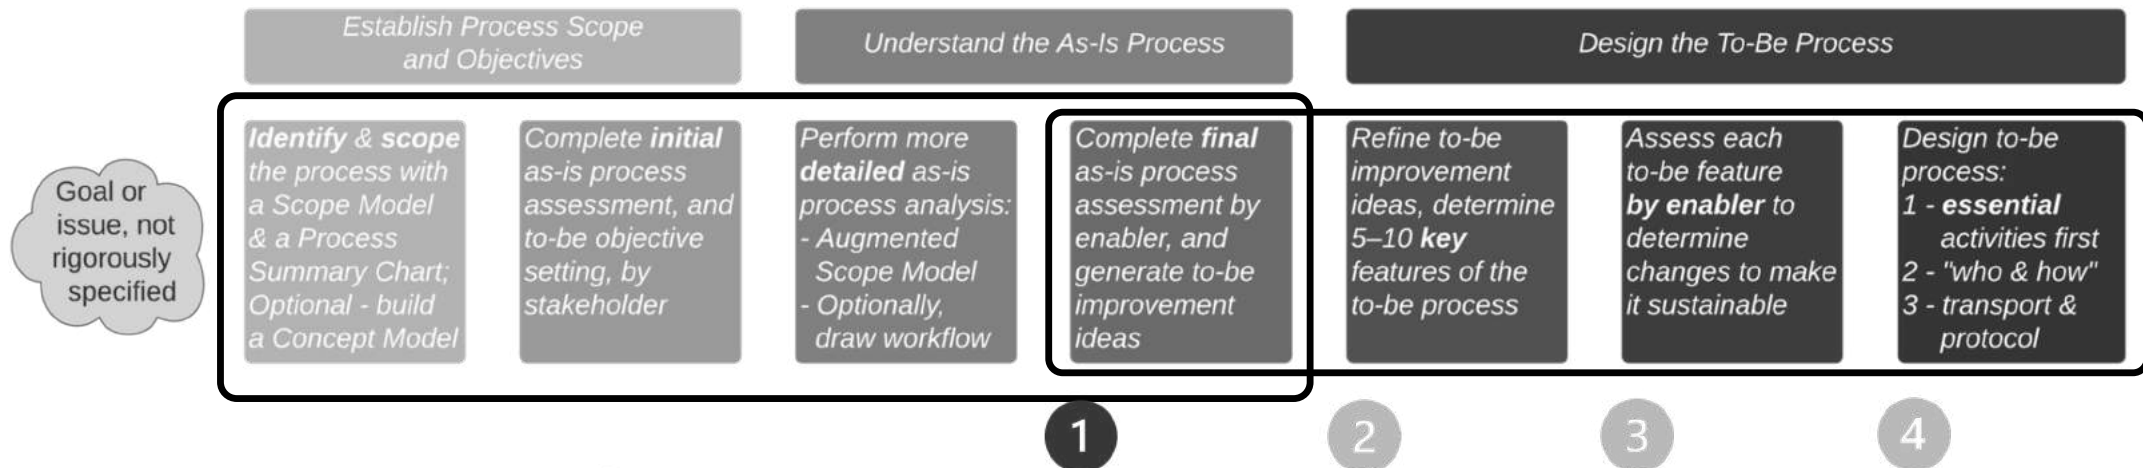 Establish Process Scope
and Objectives
Understand the As-Is Process
Design the To-Be Process
Goal or
issue, not
rigorously
specified
Identify & scope
the process with
a Scope Model
& a Process
Summary Chart;
Optional - build
a Concept Model
Complete initial
as-is process
assessment, and
to-be objective
setting, by
stakeholder
Perform more
detailed as-is
process analysis:
- Augmented
Scope Model
- Optionally,
draw workflow
Complete final
as-is process
assessment by
enabler, and
generate to-be
improvement
ideas
Refine to-be
improvement
ideas, determine
5–10 key
features of the
to-be process
Assess each
to-be feature
by enabler to
determine
changes to make
it sustainable
Design to-be
process:
1 - essential
activities first
2 - "who & how"
3 - transport &
protocol
1
2
3
4